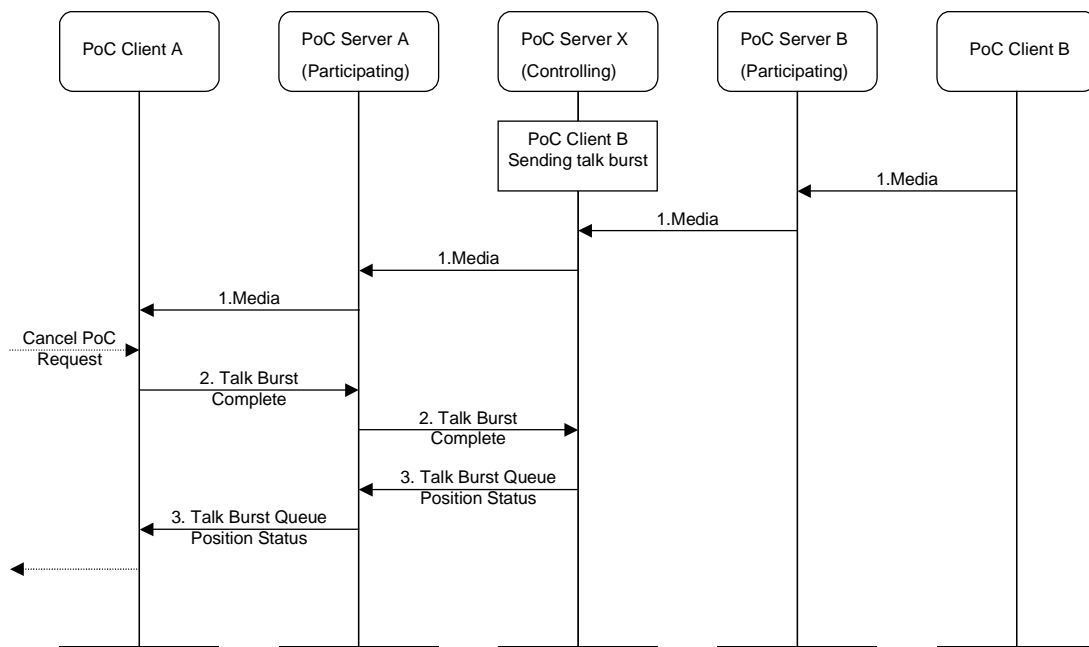 PoC Client A
PoC Server A
(Participating)
PoC Server X
(Controlling)
PoC Server B
(Participating)
PoC Client B
PoC Client B
Sending talk burst
1.Media
1.Media
1.Media
1.Media
Cancel PoC
Request
2. Talk Burst
Complete
2. Talk Burst
Complete
3. Talk Burst Queue
Position Status
3. Talk Burst Queue
Position Status